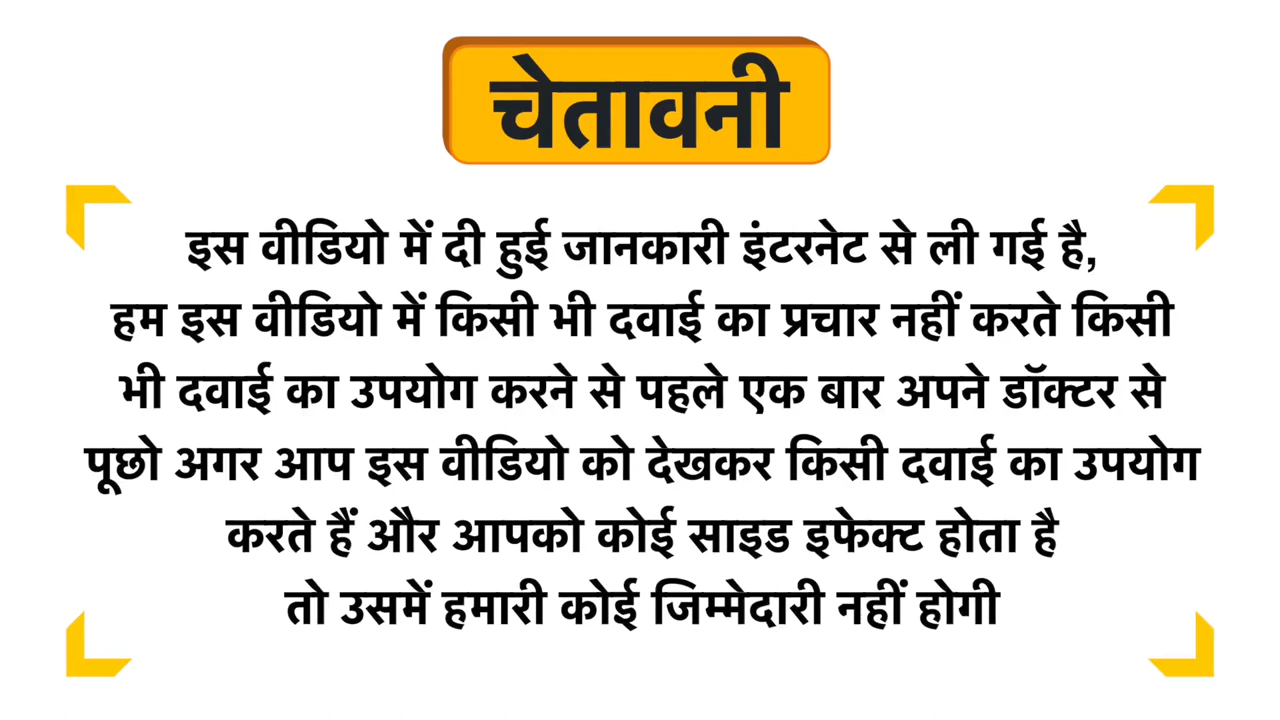 चेतावनी
इस वीडियो में दी हुई जानकारी इंटरनेट से ली गई है,
हम इस वीडियो में किसी भी दवाई का प्रचार नहीं करते किसी
भी दवाई का उपयोग करने से पहले एक बार अपने डॉक्टर से
पूछो अगर आप इस वीडियो को देखकर किसी दवाई का उपयोग
करते हैं और आपको कोई साइड इफेक्ट होता है
तो उसमें हमारी कोई जिम्मेदारी नहीं होगी